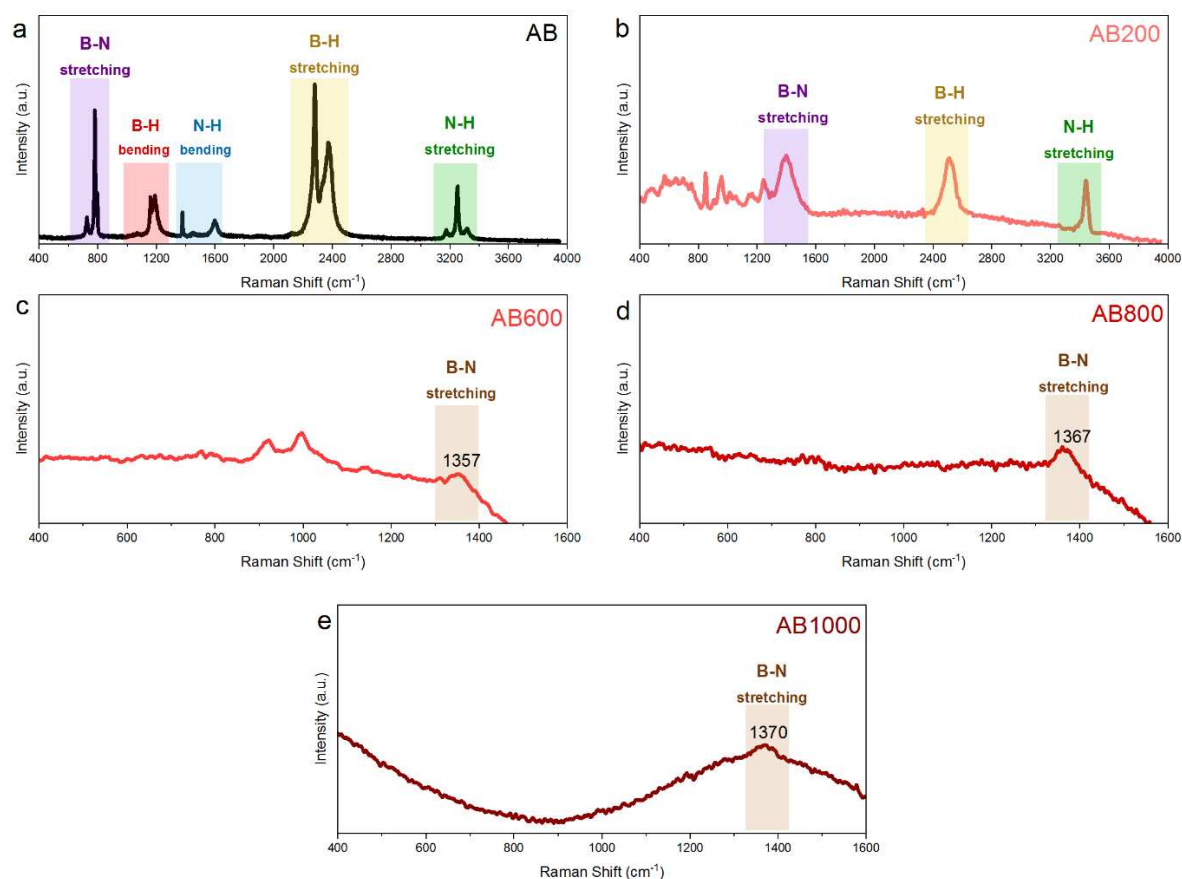 a
AB
B-N
stretching
B-H
bending
N-H
bending
B-H
stretching
N-H
stretching
Intensity (a.u.)
400 800 1200 1600 2000 2400 2800 3200 3600 4000
Raman Shift (cm⁻¹)
b
AB200
B-N
stretching
B-H
stretching
N-H
stretching
Intensity (a.u.)
400 800 1200 1600 2000 2400 2800 3200 3600 4000
Raman Shift (cm⁻¹)
c
AB600
B-N
stretching
1357
Intensity (a.u.)
400 600 800 1000 1200 1400 1600
Raman Shift (cm⁻¹)
d
AB800
B-N
stretching
1367
Intensity (a.u.)
400 600 800 1000 1200 1400 1600
Raman Shift (cm⁻¹)
e
AB1000
B-N
stretching
1370
Intensity (a.u.)
400 600 800 1000 1200 1400 1600
Raman Shift (cm⁻¹)